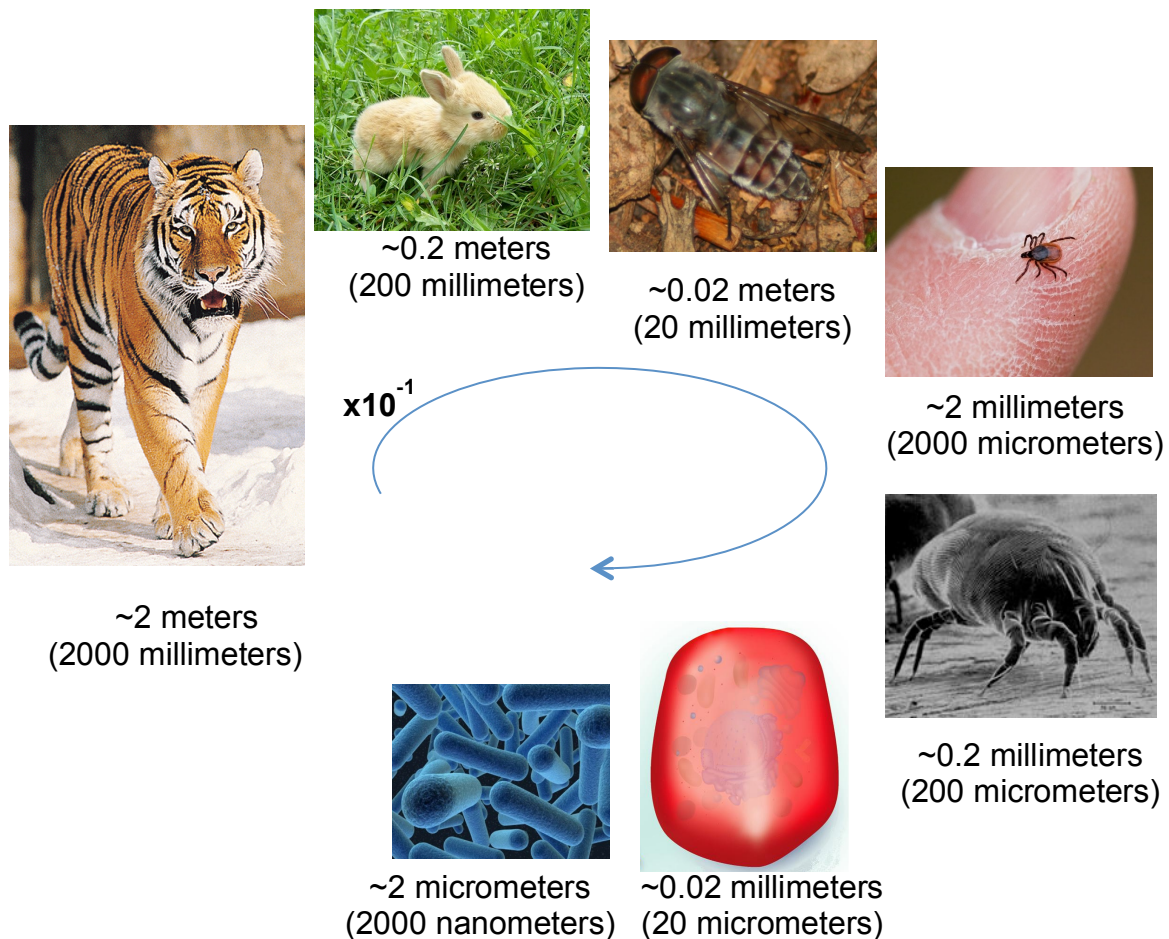 ~0.2 meters
(200 millimeters)
~0.02 meters
(20 millimeters)
x10⁻¹
~2 millimeters
(2000 micrometers)
~2 meters
(2000 millimeters)
~0.2 millimeters
(200 micrometers)
~2 micrometers
(2000 nanometers)
~0.02 millimeters
(20 micrometers)